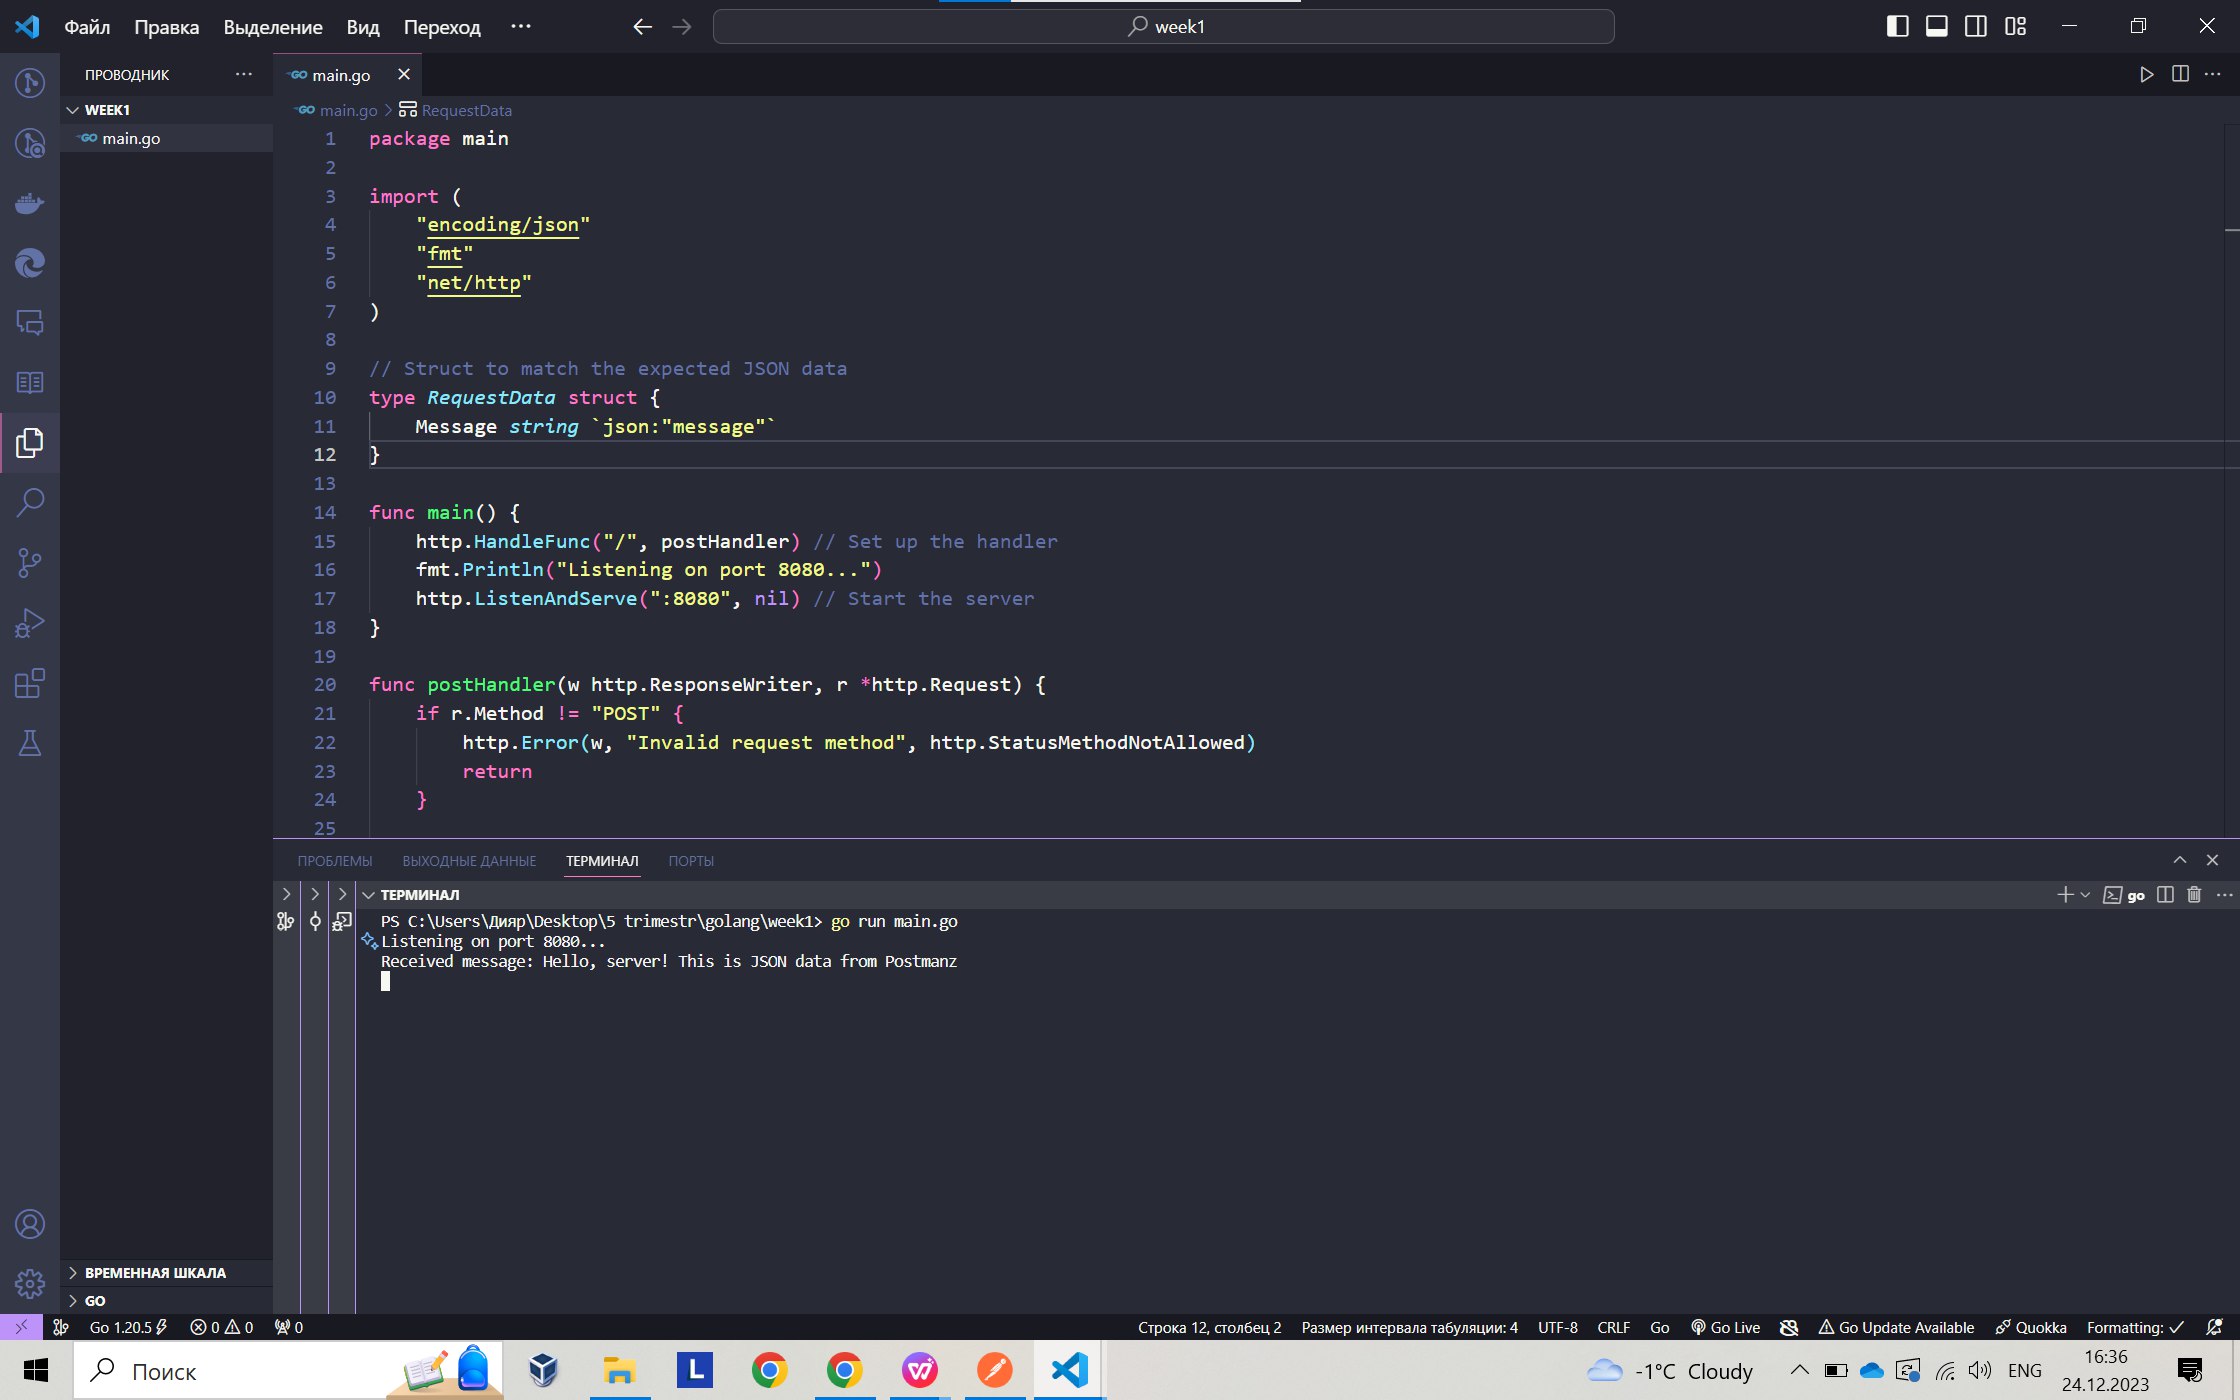 Файл Правка Выделение Вид Переход ··· week1
ПРОВОДНИК ··· GO main.go
WEEK1
GO main.go
GO main.go > RequestData
1 package main
2
3 import (
4 "encoding/json"
5 "fmt"
6 "net/http"
7 )
8
9 // Struct to match the expected JSON data
10 type RequestData struct {
11 Message string `json:"message"`
12 }
13
14 func main() {
15 http.HandleFunc("/", postHandler) // Set up the handler
16 fmt.Println("Listening on port 8080...")
17 http.ListenAndServe(":8080", nil) // Start the server
18 }
19
20 func postHandler(w http.ResponseWriter, r *http.Request) {
21 if r.Method != "POST" {
22 http.Error(w, "Invalid request method", http.StatusMethodNotAllowed)
23 return
24 }
25
ПРОБЛЕМЫ ВЫХОДНЫЕ ДАННЫЕ ТЕРМИНАЛ ПОРТЫ
ТЕРМИНАЛ go
PS C:\Users\Дияр\Desktop\5 trimestr\golang\week1> go run main.go
Listening on port 8080...
Received message: Hello, server! This is JSON data from Postmanz
ВРЕМЕННАЯ ШКАЛА
GO
Go 1.20.5 0 0 0 Строка 12, столбец 2 Размер интервала табуляции: 4 UTF-8 CRLF Go Go Live Go Update Available Quokka Formatting: ✓
Поиск L -1°C Cloudy ENG 16:36
24.12.2023